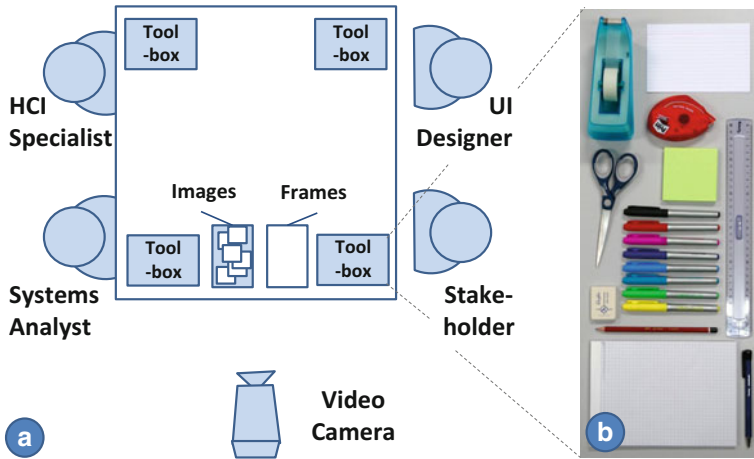 Tool
-box
Tool
-box
HCI
Specialist
UI
Designer
Images
Frames
Tool
-box
Tool
-box
Systems
Analyst
Stake-
holder
Video
Camera
a
b